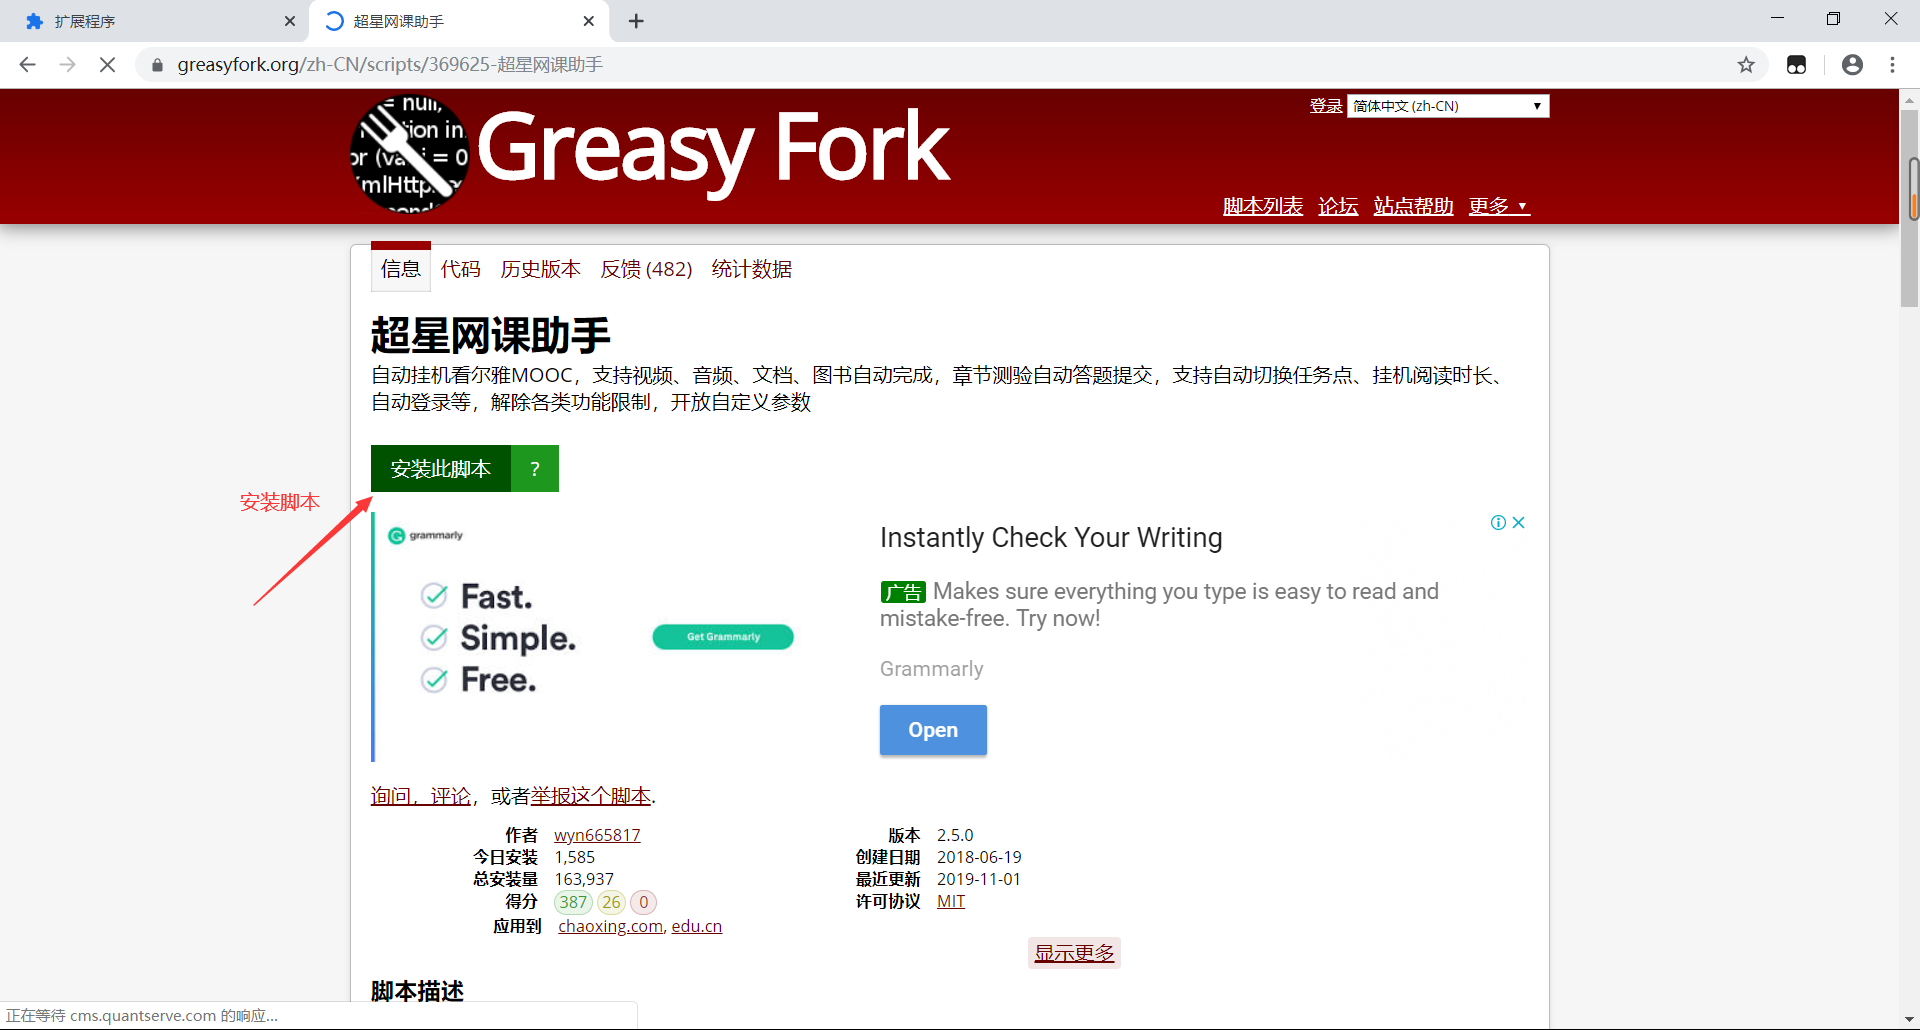 扩展程序
超星网课助手
greasyfork.org/zh-CN/scripts/369625-超星网课助手
= null,
tion in
or (va i = 0
mlHttp
Greasy Fork
登录 简体中文 (zh-CN)
脚本列表 论坛 站点帮助 更多
信息 代码 历史版本 反馈 (482) 统计数据
超星网课助手
自动挂机看尔雅MOOC，支持视频、音频、文档、图书自动完成，章节测验自动答题提交，支持自动切换任务点、挂机阅读时长、
自动登录等，解除各类功能限制，开放自定义参数
安装此脚本 ?
安装脚本
grammarly
Fast.
Simple.
Free.
Get Grammarly
Instantly Check Your Writing
广告 Makes sure everything you type is easy to read and
mistake-free. Try now!
Grammarly
Open
询问，评论，或者举报这个脚本.
作者 wyn665817
今日安装 1,585
总安装量 163,937
得分 387 26 0
应用到 chaoxing.com, edu.cn
版本 2.5.0
创建日期 2018-06-19
最近更新 2019-11-01
许可协议 MIT
显示更多
脚本描述
正在等待 cms.quantserve.com 的响应...